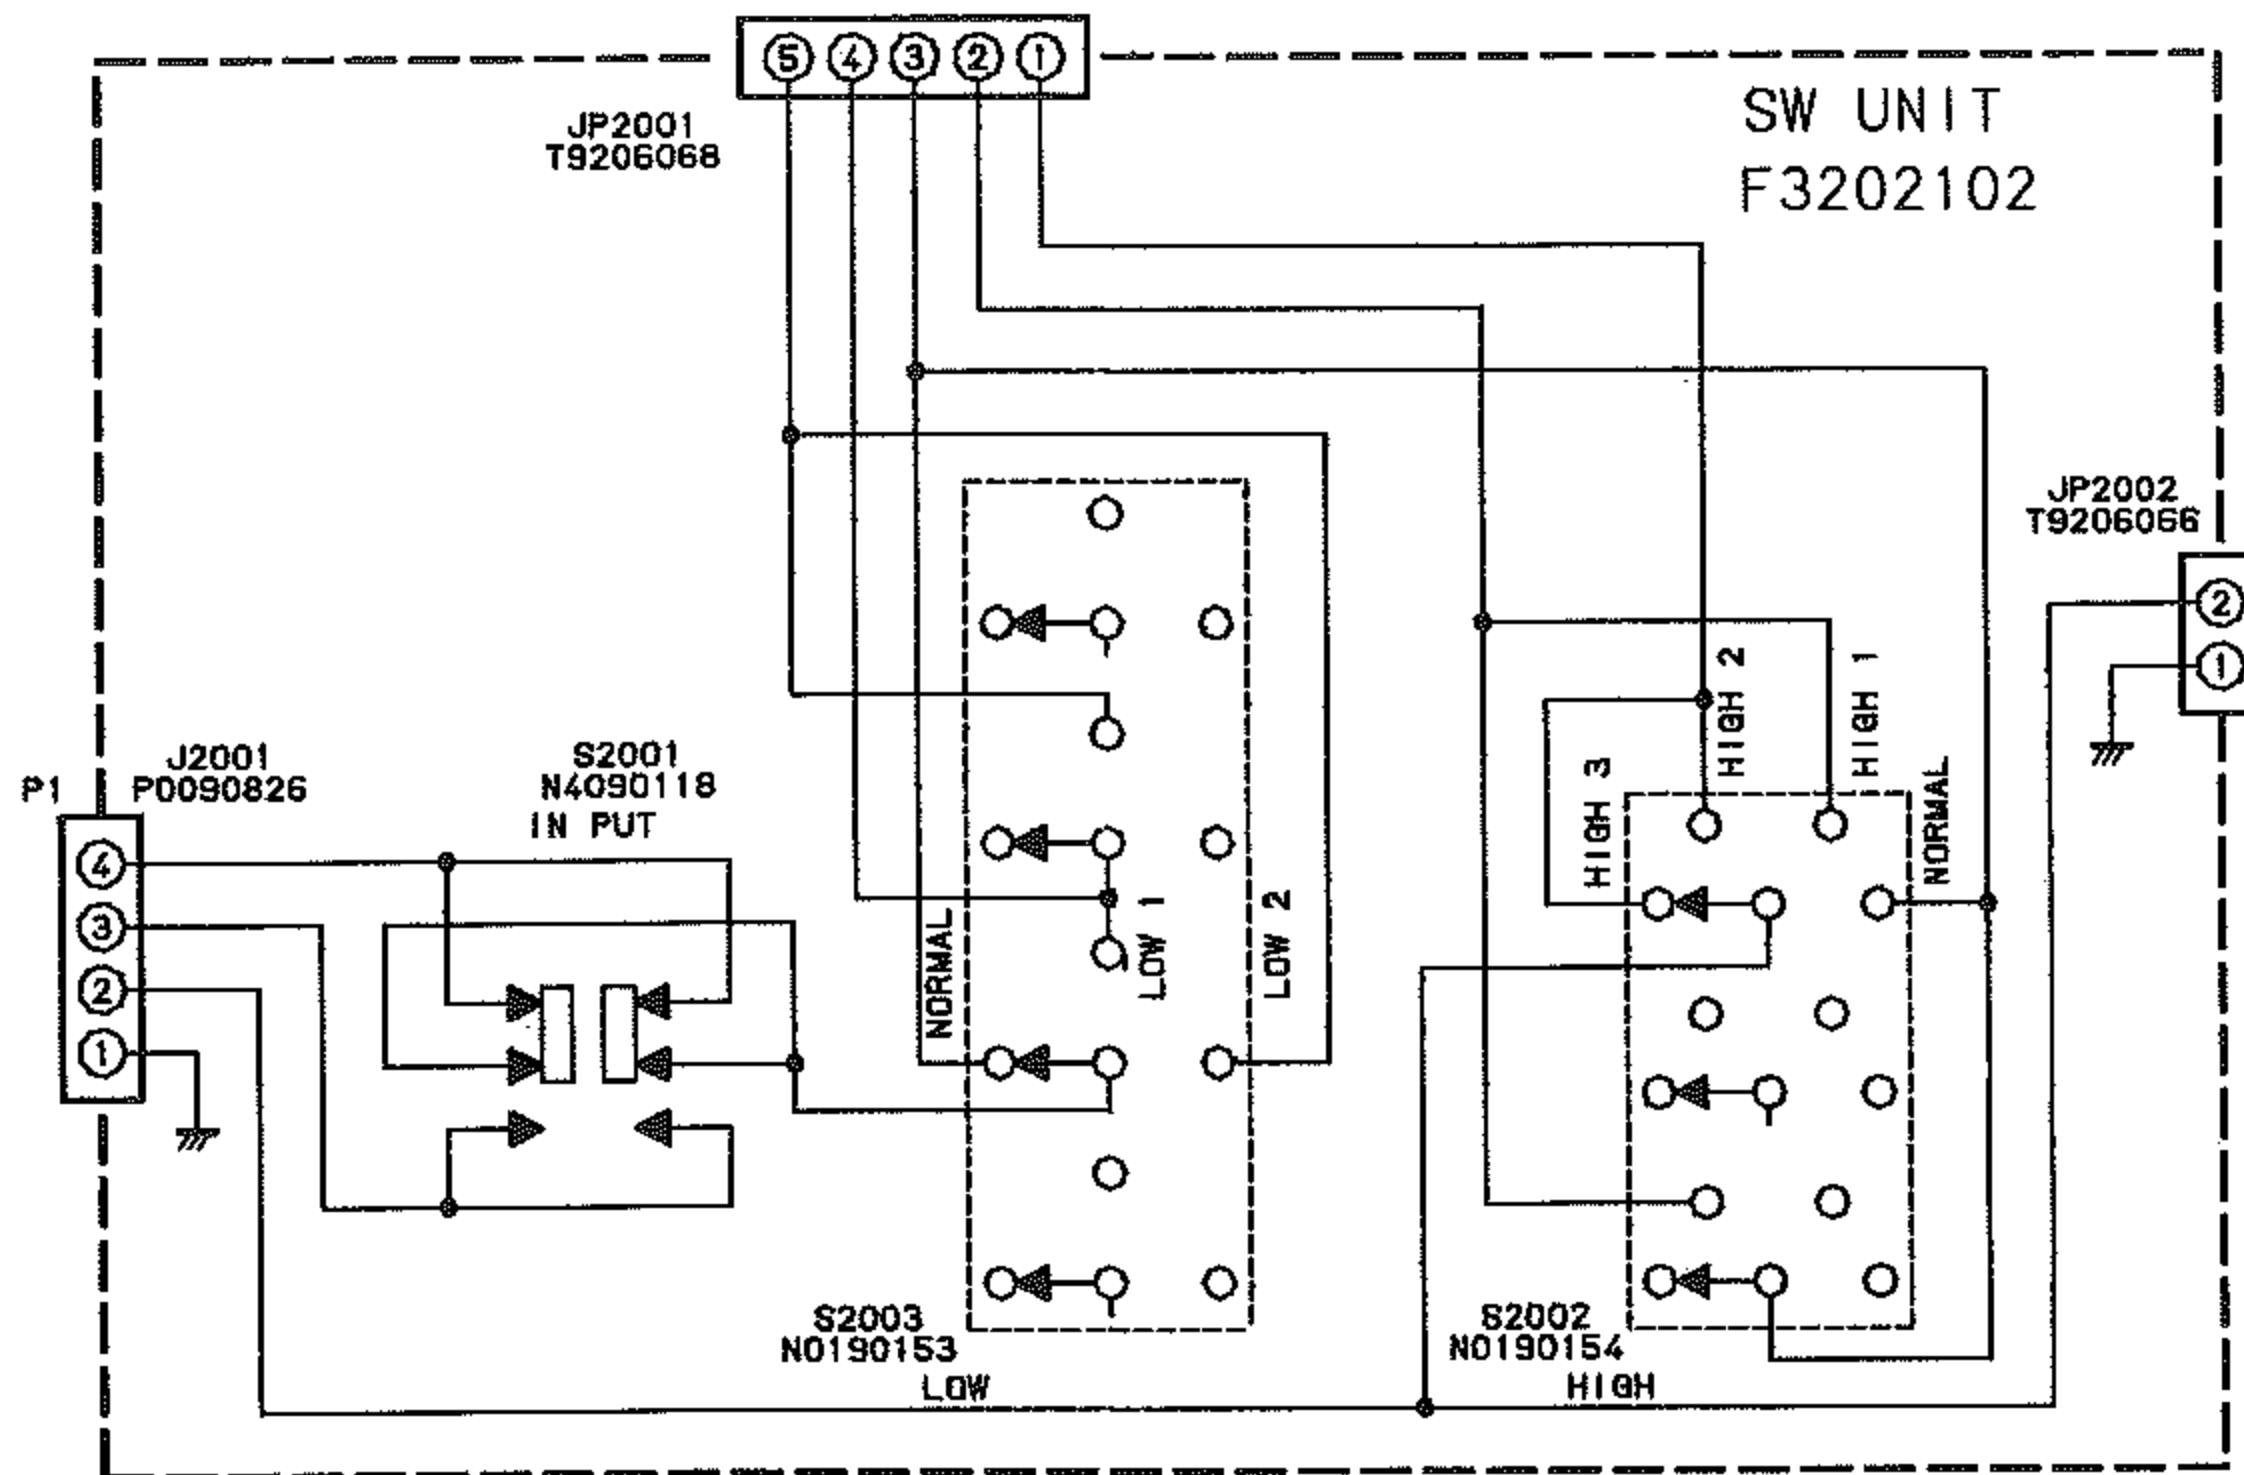 5 4 3 2 1
JP2001
T9206068
SW UNIT
F3202102
JP2002
T9206066
2
1
P1
J2001
P0090826
4
3
2
1
S2001
N4090118
IN PUT
NORMAL
LOW 1
LOW 2
S2003
N0190153
LOW
HIGH 3
HIGH 2
HIGH 1
NORMAL
S2002
N0190154
HIGH